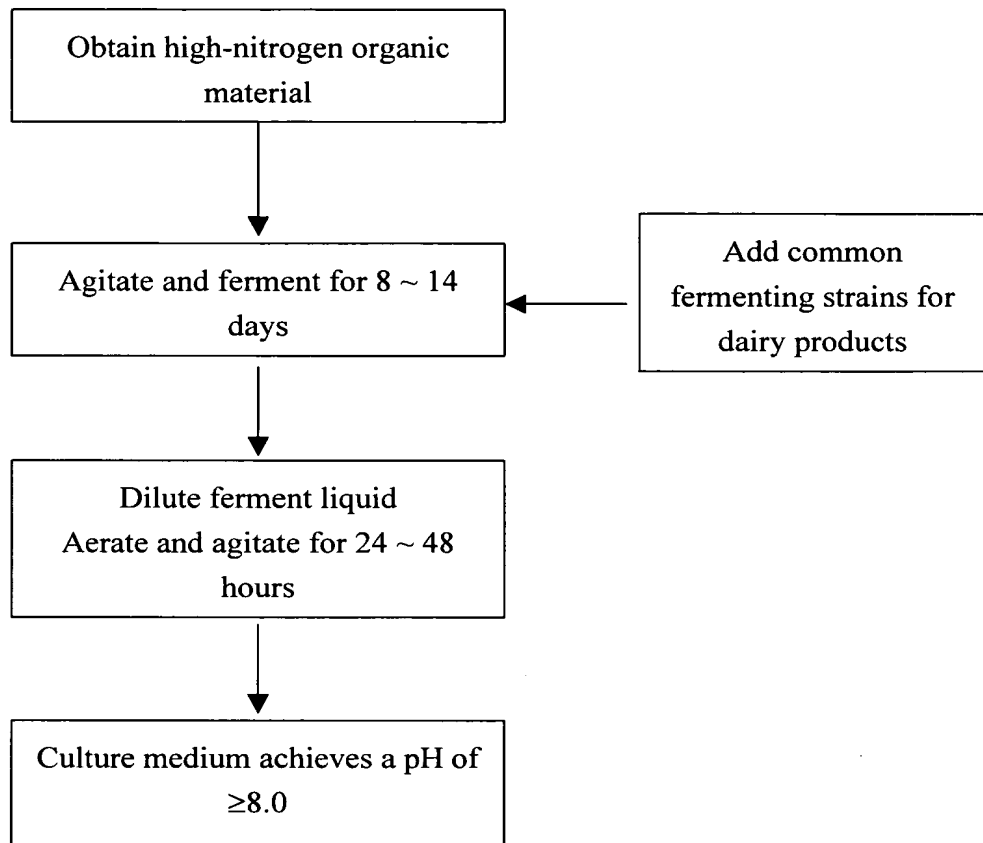 Obtain high-nitrogen organic
material
Agitate and ferment for 8 ~ 14
days
Add common
fermenting strains for
dairy products
Dilute ferment liquid
Aerate and agitate for 24 ~ 48
hours
Culture medium achieves a pH of
≥8.0